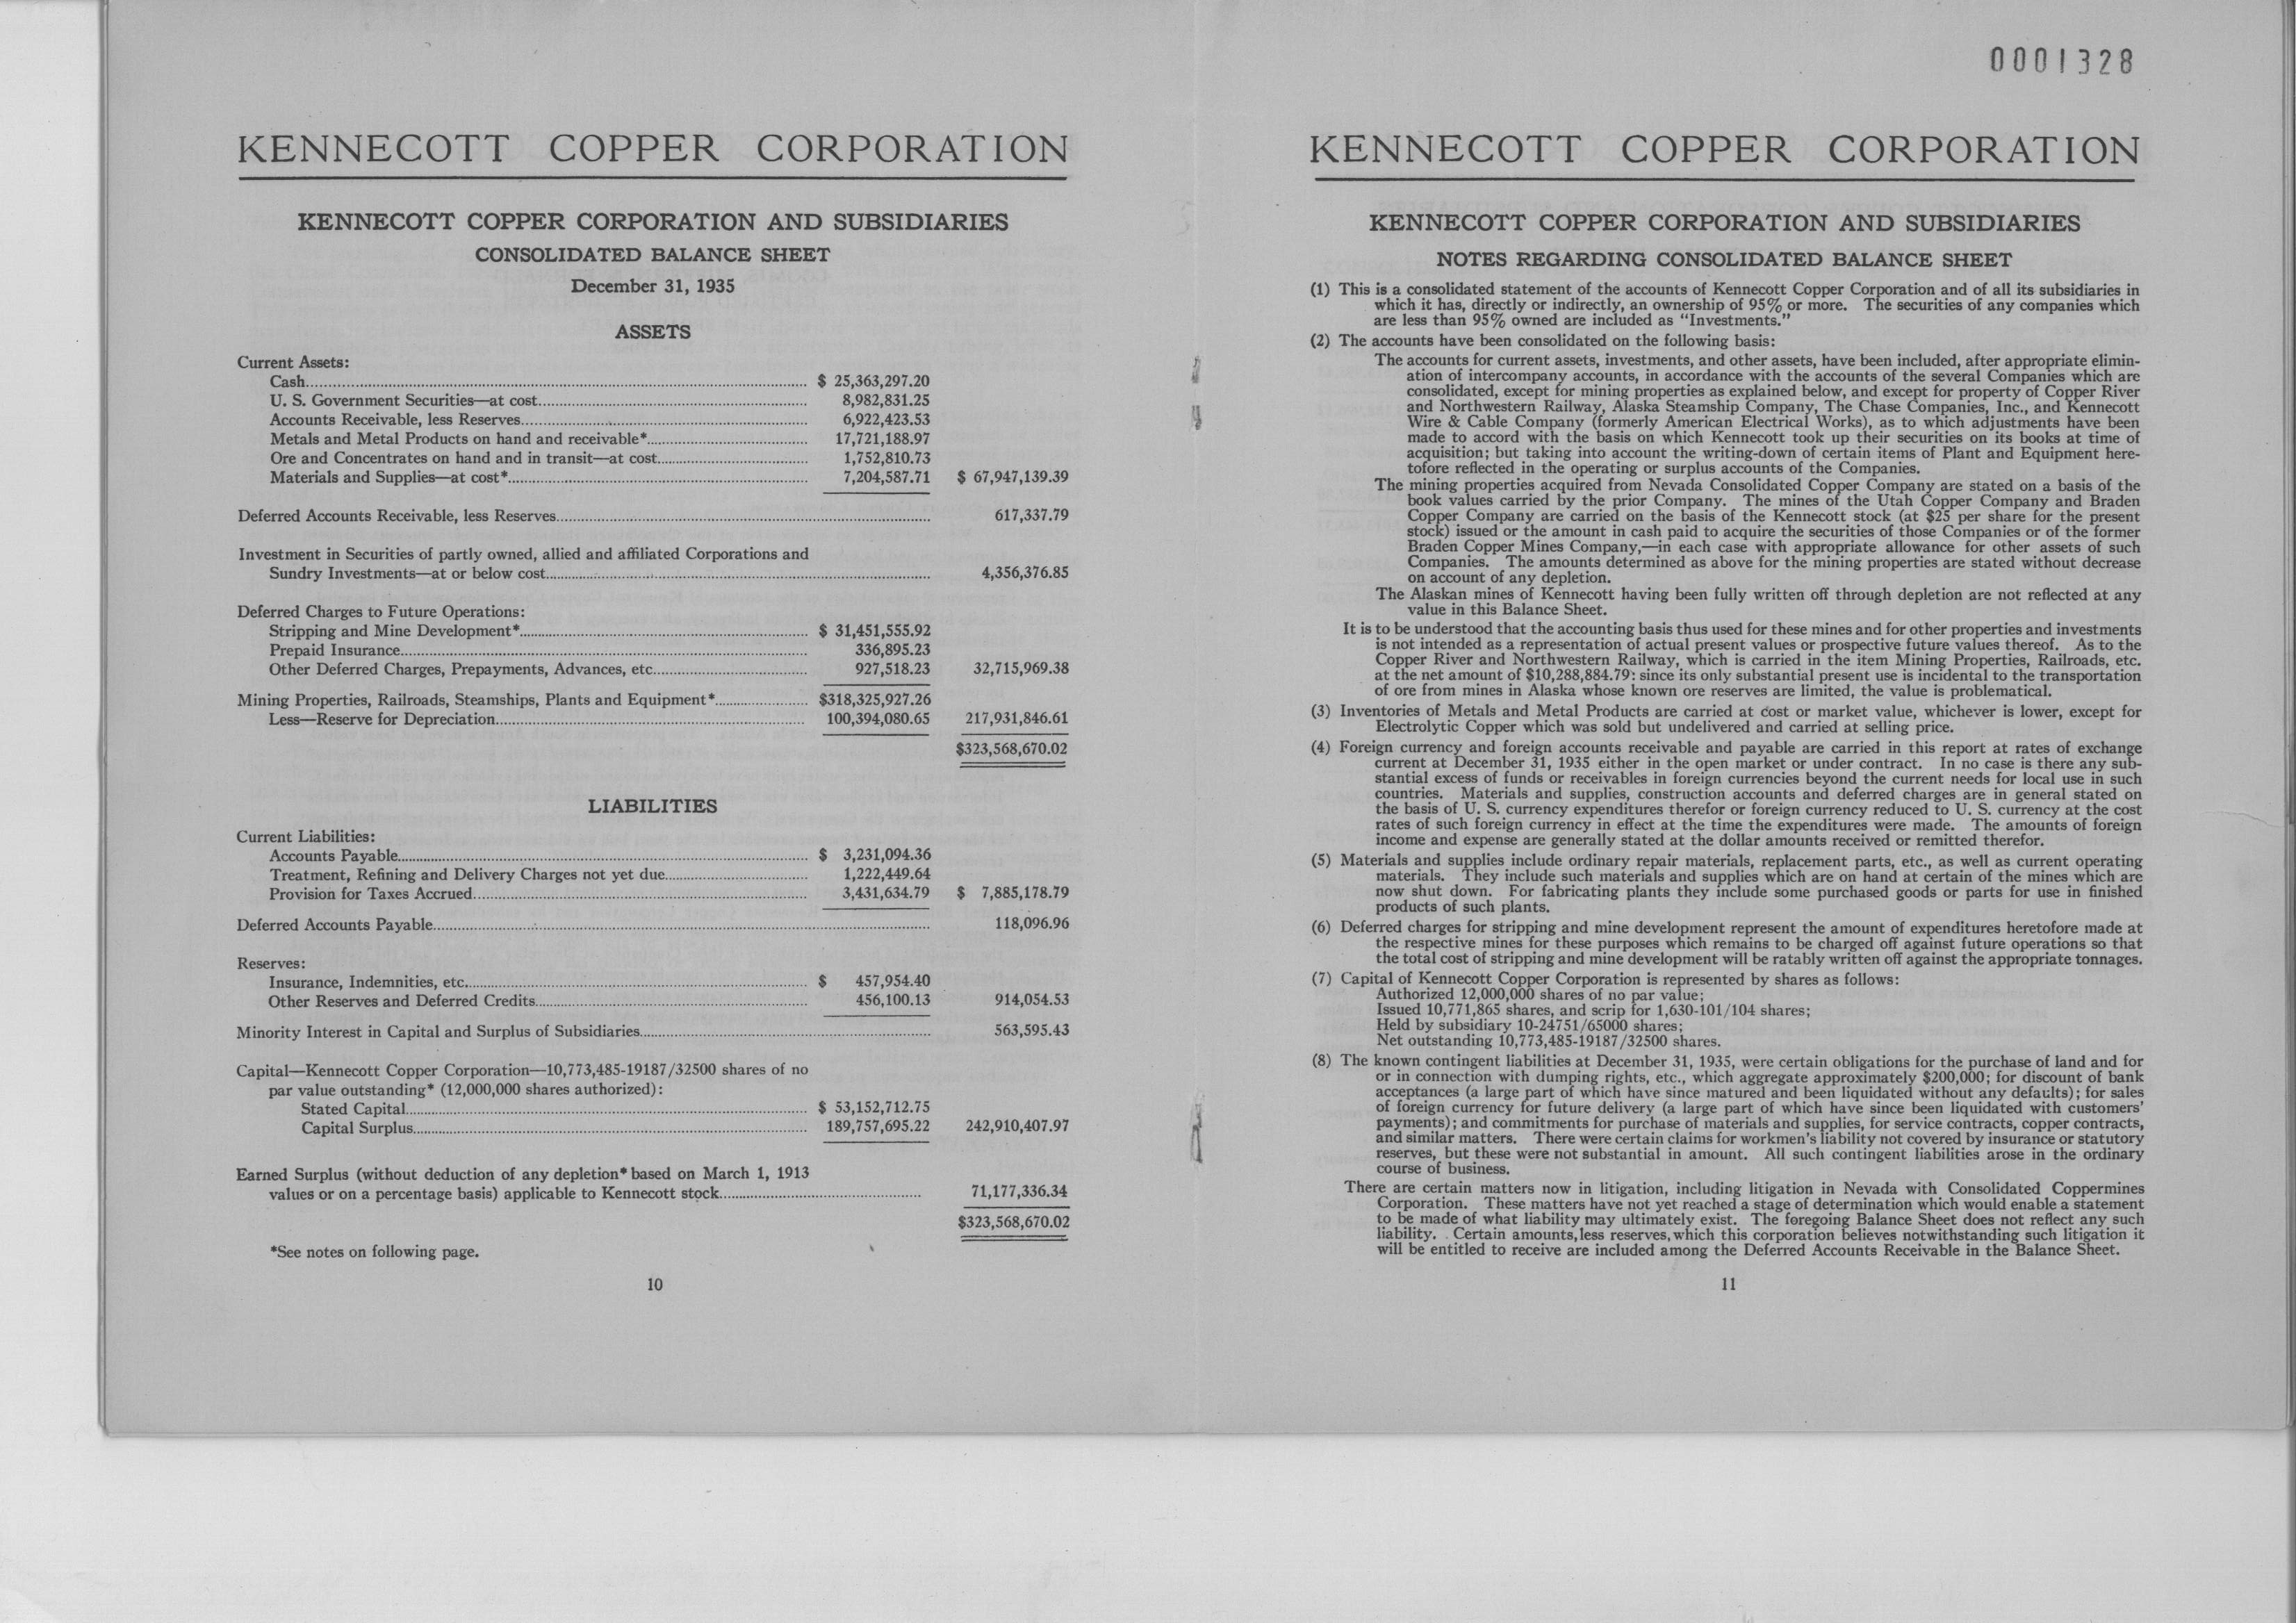 0001328
KENNECOTT COPPER CORPORATION
KENNECOTT COPPER CORPORATION AND SUBSIDIARIES
CONSOLIDATED BALANCE SHEET
December 31, 1935
ASSETS
Current Assets:
Cash $ 25,363,297.20
U. S. Government Securities—at cost 8,982,831.25
Accounts Receivable, less Reserves 6,922,423.53
Metals and Metal Products on hand and receivable* 17,721,188.97
Ore and Concentrates on hand and in transit—at cost 1,752,810.73
Materials and Supplies—at cost* 7,204,587.71 $ 67,947,139.39
Deferred Accounts Receivable, less Reserves 617,337.79
Investment in Securities of partly owned, allied and affiliated Corporations and
Sundry Investments—at or below cost 4,356,376.85
Deferred Charges to Future Operations:
Stripping and Mine Development* $ 31,451,555.92
Prepaid Insurance 336,895.23
Other Deferred Charges, Prepayments, Advances, etc. 927,518.23 32,715,969.38
Mining Properties, Railroads, Steamships, Plants and Equipment* $318,325,927.26
Less—Reserve for Depreciation 100,394,080.65 217,931,846.61
$323,568,670.02
LIABILITIES
Current Liabilities:
Accounts Payable $ 3,231,094.36
Treatment, Refining and Delivery Charges not yet due 1,222,449.64
Provision for Taxes Accrued 3,431,634.79 $ 7,885,178.79
Deferred Accounts Payable 118,096.96
Reserves:
Insurance, Indemnities, etc. $ 457,954.40
Other Reserves and Deferred Credits 456,100.13 914,054.53
Minority Interest in Capital and Surplus of Subsidiaries 563,595.43
Capital—Kennecott Copper Corporation—10,773,485-19187/32500 shares of no
par value outstanding* (12,000,000 shares authorized):
Stated Capital $ 53,152,712.75
Capital Surplus 189,757,695.22 242,910,407.97
Earned Surplus (without deduction of any depletion* based on March 1, 1913
values or on a percentage basis) applicable to Kennecott stock 71,177,336.34
$323,568,670.02
*See notes on following page.
10
KENNECOTT COPPER CORPORATION
KENNECOTT COPPER CORPORATION AND SUBSIDIARIES
NOTES REGARDING CONSOLIDATED BALANCE SHEET
(1) This is a consolidated statement of the accounts of Kennecott Copper Corporation and of all its subsidiaries in
which it has, directly or indirectly, an ownership of 95% or more. The securities of any companies which
are less than 95% owned are included as "Investments."
(2) The accounts have been consolidated on the following basis:
The accounts for current assets, investments, and other assets, have been included, after appropriate elimin-
ation of intercompany accounts, in accordance with the accounts of the several Companies which are
consolidated, except for mining properties as explained below, and except for property of Copper River
and Northwestern Railway, Alaska Steamship Company, The Chase Companies, Inc., and Kennecott
Wire & Cable Company (formerly American Electrical Works), as to which adjustments have been
made to accord with the basis on which Kennecott took up their securities on its books at time of
acquisition; but taking into account the writing-down of certain items of Plant and Equipment here-
tofore reflected in the operating or surplus accounts of the Companies.
The mining properties acquired from Nevada Consolidated Copper Company are stated on a basis of the
book values carried by the prior Company. The mines of the Utah Copper Company and Braden
Copper Company are carried on the basis of the Kennecott stock (at $25 per share for the present
stock) issued or the amount in cash paid to acquire the securities of those Companies or of the former
Braden Copper Mines Company,—in each case with appropriate allowance for other assets of such
Companies. The amounts determined as above for the mining properties are stated without decrease
on account of any depletion.
The Alaskan mines of Kennecott having been fully written off through depletion are not reflected at any
value in this Balance Sheet.
It is to be understood that the accounting basis thus used for these mines and for other properties and investments
is not intended as a representation of actual present values or prospective future values thereof. As to the
Copper River and Northwestern Railway, which is carried in the item Mining Properties, Railroads, etc.
at the net amount of $10,288,884.79: since its only substantial present use is incidental to the transportation
of ore from mines in Alaska whose known ore reserves are limited, the value is problematical.
(3) Inventories of Metals and Metal Products are carried at cost or market value, whichever is lower, except for
Electrolytic Copper which was sold but undelivered and carried at selling price.
(4) Foreign currency and foreign accounts receivable and payable are carried in this report at rates of exchange
current at December 31, 1935 either in the open market or under contract. In no case is there any sub-
stantial excess of funds or receivables in foreign currencies beyond the current needs for local use in such
countries. Materials and supplies, construction accounts and deferred charges are in general stated on
the basis of U. S. currency expenditures therefor or foreign currency reduced to U. S. currency at the cost
rates of such foreign currency in effect at the time the expenditures were made. The amounts of foreign
income and expense are generally stated at the dollar amounts received or remitted therefor.
(5) Materials and supplies include ordinary repair materials, replacement parts, etc., as well as current operating
materials. They include such materials and supplies which are on hand at certain of the mines which are
now shut down. For fabricating plants they include some purchased goods or parts for use in finished
products of such plants.
(6) Deferred charges for stripping and mine development represent the amount of expenditures heretofore made at
the respective mines for these purposes which remains to be charged off against future operations so that
the total cost of stripping and mine development will be ratably written off against the appropriate tonnages.
(7) Capital of Kennecott Copper Corporation is represented by shares as follows:
Authorized 12,000,000 shares of no par value;
Issued 10,771,865 shares, and scrip for 1,630-101/104 shares;
Held by subsidiary 10-24751/65000 shares;
Net outstanding 10,773,485-19187/32500 shares.
(8) The known contingent liabilities at December 31, 1935, were certain obligations for the purchase of land and for
or in connection with dumping rights, etc., which aggregate approximately $200,000; for discount of bank
acceptances (a large part of which have since matured and been liquidated without any defaults); for sales
of foreign currency for future delivery (a large part of which have since been liquidated with customers'
payments); and commitments for purchase of materials and supplies, for service contracts, copper contracts,
and similar matters. There were certain claims for workmen's liability not covered by insurance or statutory
reserves, but these were not substantial in amount. All such contingent liabilities arose in the ordinary
course of business.
There are certain matters now in litigation, including litigation in Nevada with Consolidated Coppermines
Corporation. These matters have not yet reached a stage of determination which would enable a statement
to be made of what liability may ultimately exist. The foregoing Balance Sheet does not reflect any such
liability. Certain amounts, less reserves, which this corporation believes notwithstanding such litigation it
will be entitled to receive are included among the Deferred Accounts Receivable in the Balance Sheet.
11